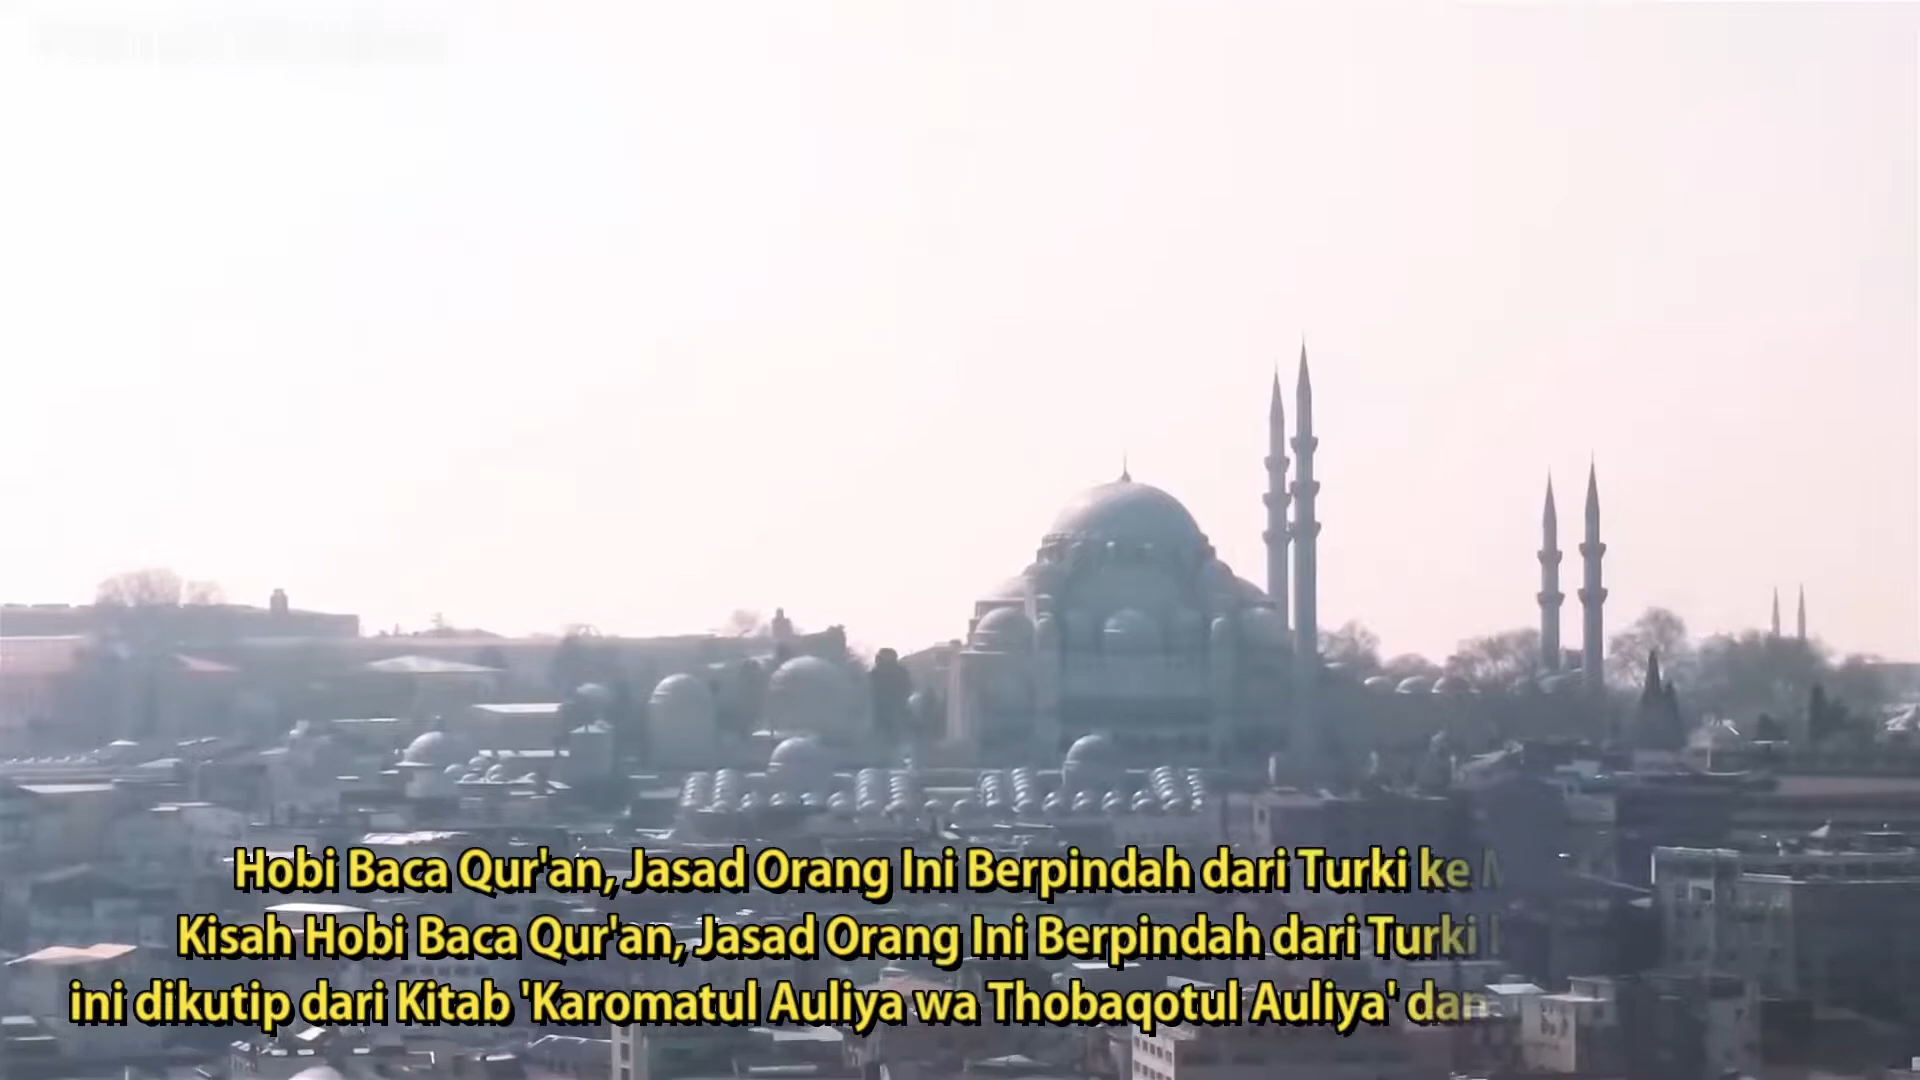 Hobi Baca Qur'an, Jasad Orang Ini Berpindah dari Turki ke
Kisah Hobi Baca Qur'an, Jasad Orang Ini Berpindah dari Turki
ini dikutip dari Kitab 'Karomatul Auliya wa Thobaqotul Auliya' dan